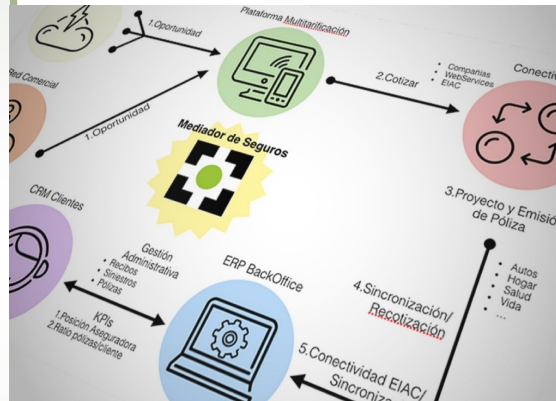 Plataforma Multitarificación
1.Oportunidad
Red Comercial
1.Oportunidad
2.Cotizar
• Compañias
• WebServices
• EIAC
Mediador de Seguros
3.Proyecto y Emisió
de Póliza
• Autos
• Hogar
• Salud
• Vida
• ...
CRM Clientes
Gestión
Administrativa
• Recibos
• Siniestros
• Pólizas
KPIs
1.Posición Aseguradora
2.Ratio pólizas/cliente
ERP BackOffice
4.Sincronización/
Recotización
5.Conectividad EIAC/